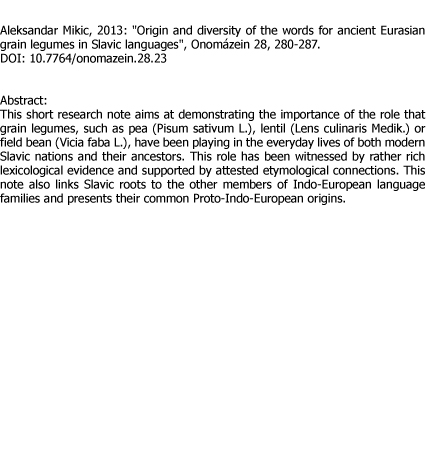 Aleksandar Mikic, 2013: "Origin and diversity of the words for ancient Eurasian
grain legumes in Slavic languages", Onomázein 28, 280-287.
DOI: 10.7764/onomazein.28.23
Abstract:
This short research note aims at demonstrating the importance of the role that
grain legumes, such as pea (Pisum sativum L.), lentil (Lens culinaris Medik.) or
field bean (Vicia faba L.), have been playing in the everyday lives of both modern
Slavic nations and their ancestors. This role has been witnessed by rather rich
lexicological evidence and supported by attested etymological connections. This
note also links Slavic roots to the other members of Indo-European language
families and presents their common Proto-Indo-European origins.